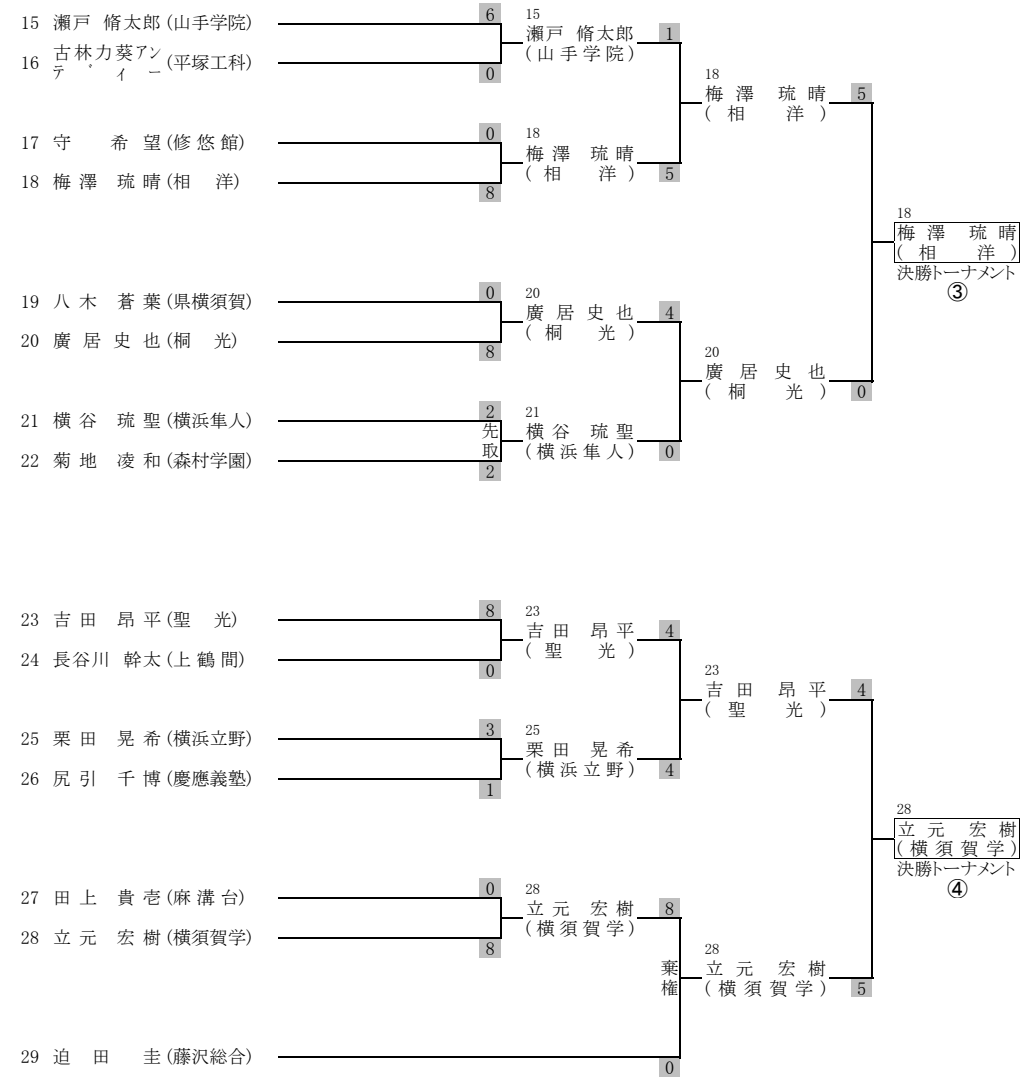 15 瀬戸 脩太郎 (山手学院)
6
15
瀬戸 脩太郎
(山手学院)
1
16 古林力葵アンディー (平塚工科)
0
18
梅澤 琉晴
(相 洋)
5
17 守 希望 (修悠館)
0
18
梅澤 琉晴
(相 洋)
5
18 梅澤 琉晴 (相 洋)
8
18
梅澤 琉晴
(相 洋)
決勝トーナメント
③
19 八木 蒼葉 (県横須賀)
0
20
廣居史也
(桐 光)
4
20 廣居史也 (桐 光)
8
20
廣居史也
(桐 光)
0
21 横谷 琉聖 (横浜隼人)
2
先取
21
横谷 琉聖
(横浜隼人)
0
22 菊地 凌和 (森村学園)
2
23 吉田 昂平 (聖 光)
8
23
吉田 昂平
(聖 光)
4
24 長谷川 幹太 (上鶴間)
0
23
吉田 昂平
(聖 光)
4
25 栗田 晃希 (横浜立野)
3
25
栗田 晃希
(横浜立野)
4
26 尻引 千博 (慶應義塾)
1
28
立元 宏樹
(横須賀学)
決勝トーナメント
④
27 田上 貴壱 (麻溝台)
0
28
立元 宏樹
(横須賀学)
8
28 立元 宏樹 (横須賀学)
8
棄権
28
立元 宏樹
(横須賀学)
5
29 迫田 圭 (藤沢総合)
0